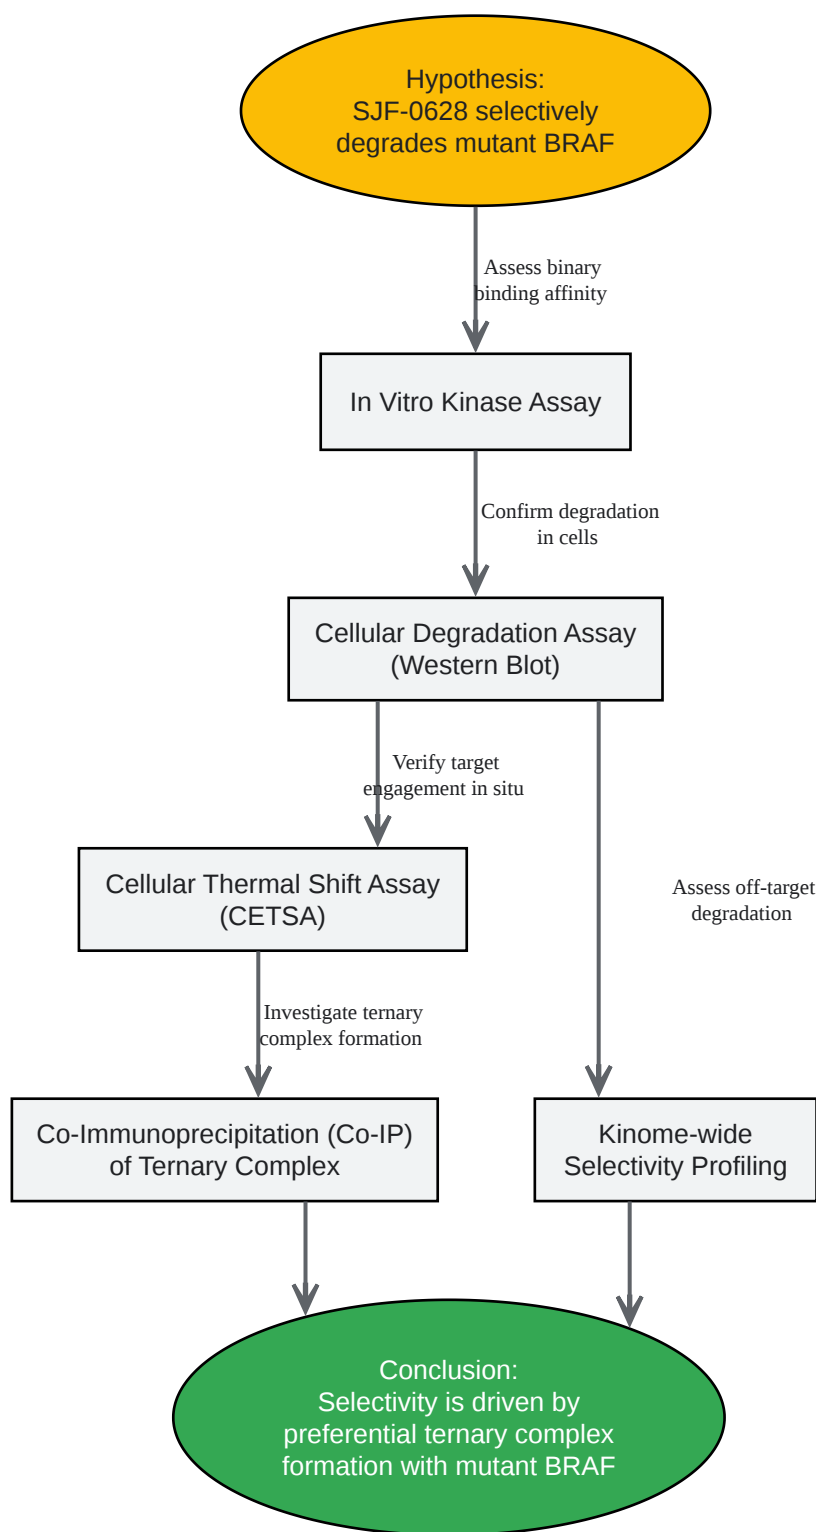 Hypothesis:
SJF-0628 selectively
degrades mutant BRAF
Assess binary
binding affinity
In Vitro Kinase Assay
Confirm degradation
in cells
Cellular Degradation Assay
(Western Blot)
Verify target
engagement in situ
Cellular Thermal Shift Assay
(CETSA)
Assess off-target
degradation
Investigate ternary
complex formation
Co-Immunoprecipitation (Co-IP)
of Ternary Complex
Kinome-wide
Selectivity Profiling
Conclusion:
Selectivity is driven by
preferential ternary complex
formation with mutant BRAF